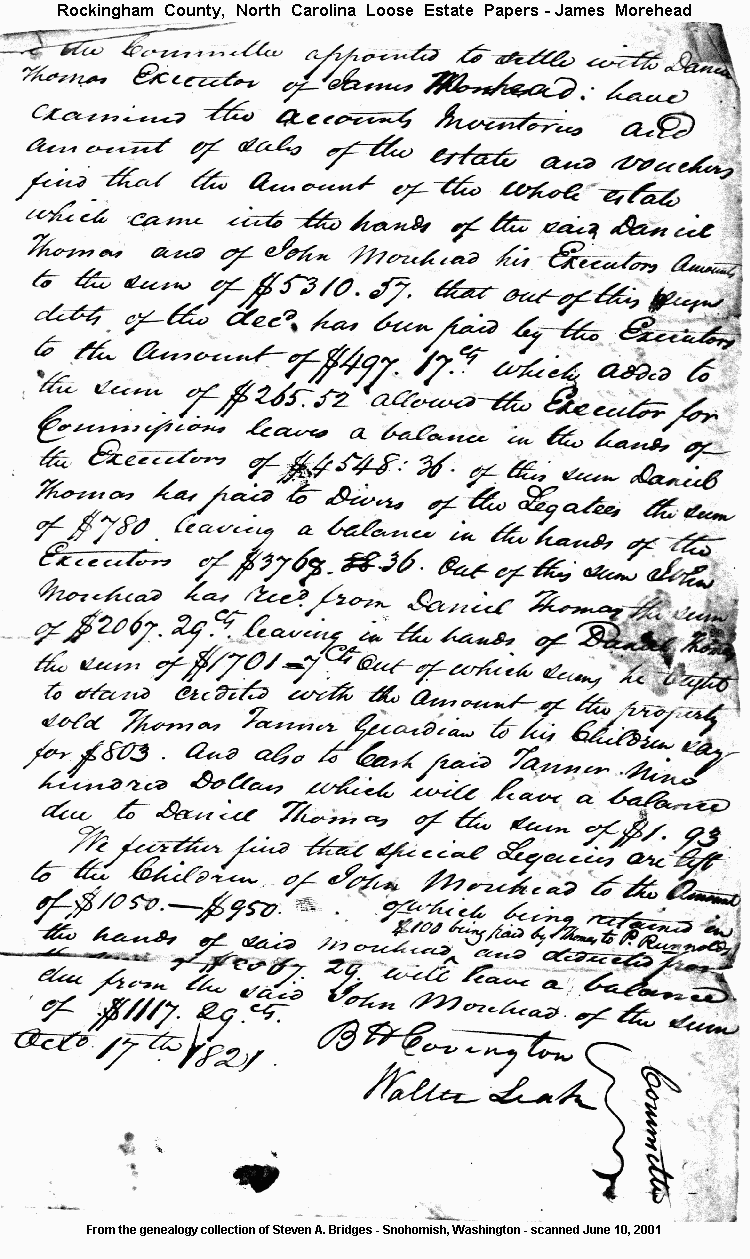 Rockingham County, North Carolina Loose Estate Papers - James Morehead
the Committee appointed to settle with Daniel
Thomas Executor of James Morehead: have
examined the accounts Inventories and
amount of sales of the estate and vouchers
find that the Amount of the whole estate
which came into the hands of the said Daniel
Thomas and of John Morehead his Executors Amounts
to the sum of $5310.57. that out of this sum
debts of the decd. has been paid by the Executors
to the Amount of $497.17.cts which added to
the sum of $265.52 allowed the Executor for
Commissions leaves a balance in the hands of
the Executors of $4548:36. of this sum Daniel
Thomas has paid to Divers of the Legatees the sum
of $780 leaving a balance in the hands of the
Executors of $3768. 36. Out of this sum John
Morehead has recd. from Daniel Thomas the sum
of $2067.29.cts. leaving in the hands of Daniel Thomas
the sum of $1701-7cts Out of which sum, he ought
to stand credited with the Amount of the property
sold Thomas Tanner Guardian to his Children say
for $803. And also to Cash paid Tanner Nine
hundred Dollars which will leave a balance
due to Daniel Thomas of the sum of $1.93
We further find that special Legacies are left
to the Children of John Morehead to the Amount
of $1050.—$950. of which being retained in
$100 being paid by Thomas to P. Runnolds
the hands of said Morehead, and deducted from
the sum of $2067.29 will leave a balance
due from the said John Morehead of the sum
of $1117.29.cts.
Octo. 17th 1821.
B H Covington
Walter Leak
Committee
From the genealogy collection of Steven A. Bridges - Snohomish, Washington - scanned June 10, 2001